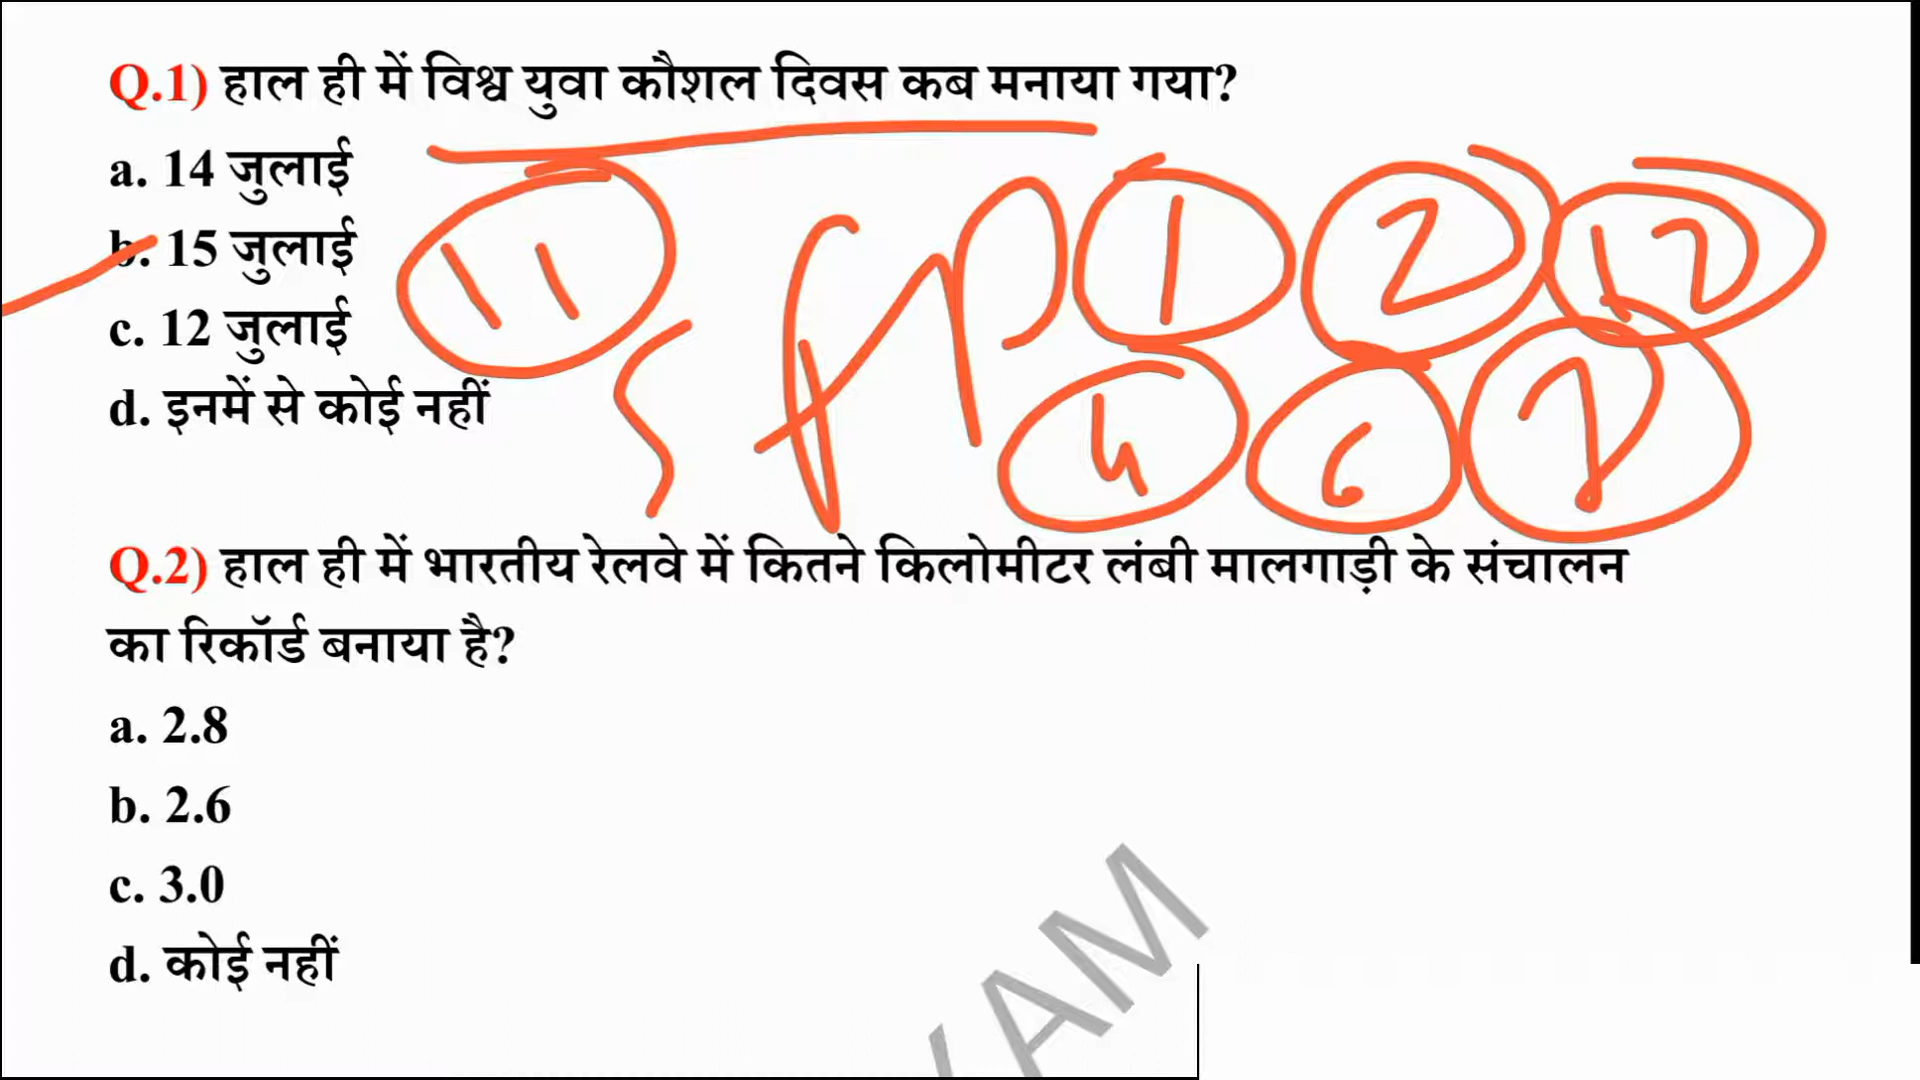 Q.1) हाल ही में विश्व युवा कौशल दिवस कब मनाया गया?
a. 14 जुलाई
b. 15 जुलाई
c. 12 जुलाई
d. इनमें से कोई नहीं
11
1 2 12
4 6
Q.2) हाल ही में भारतीय रेलवे में कितने किलोमीटर लंबी मालगाड़ी के संचालन
का रिकॉर्ड बनाया है?
a. 2.8
b. 2.6
c. 3.0
d. कोई नहीं